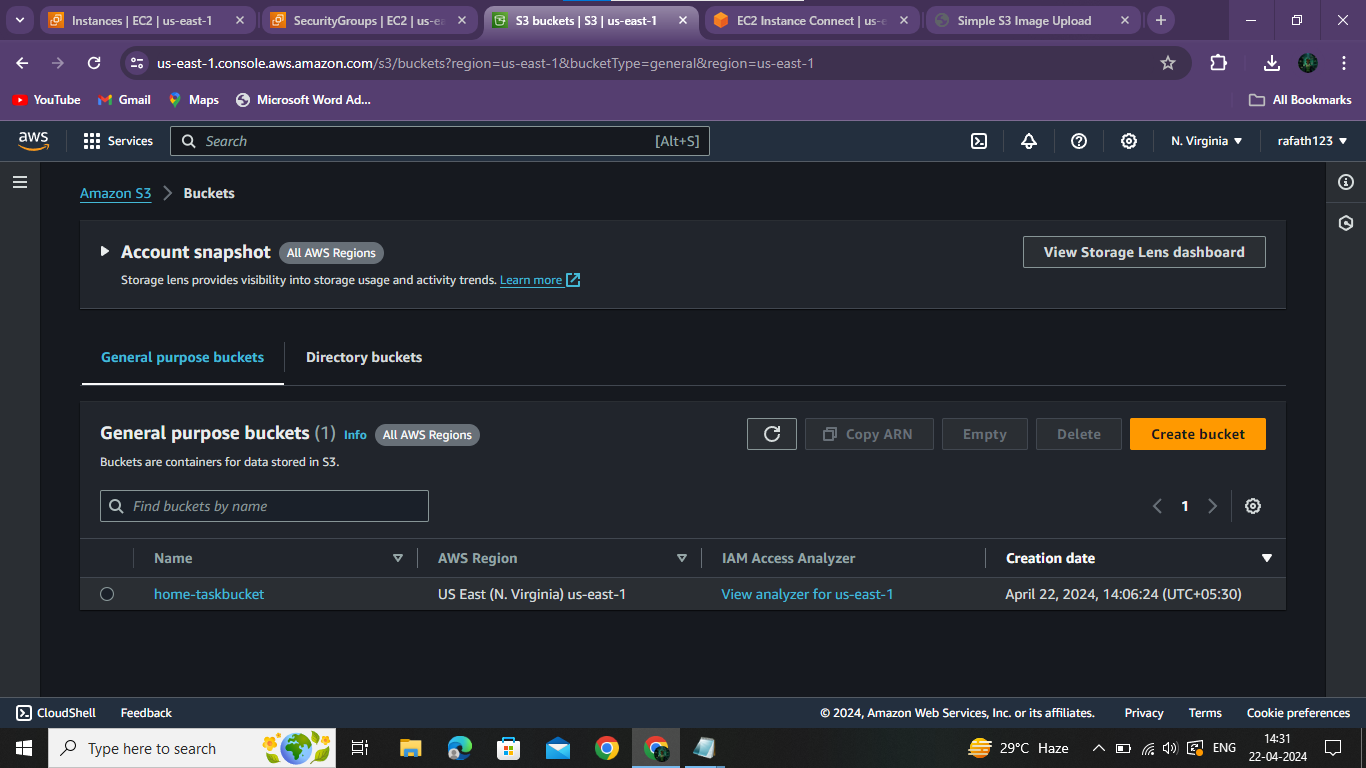 Instances | EC2 | us-east-1
SecurityGroups | EC2 | us-ea
S3 buckets | S3 | us-east-1
EC2 Instance Connect | us-e
Simple S3 Image Upload
us-east-1.console.aws.amazon.com/s3/buckets?region=us-east-1&bucketType=general&region=us-east-1
YouTube
Gmail
Maps
Microsoft Word Ad...
All Bookmarks
aws
Services
Search
[Alt+S]
N. Virginia
rafath123
Amazon S3
Buckets
Account snapshot
All AWS Regions
View Storage Lens dashboard
Storage lens provides visibility into storage usage and activity trends. Learn more
General purpose buckets
Directory buckets
General purpose buckets (1)
Info
All AWS Regions
Copy ARN
Empty
Delete
Create bucket
Buckets are containers for data stored in S3.
Find buckets by name
1
Name
AWS Region
IAM Access Analyzer
Creation date
home-taskbucket
US East (N. Virginia) us-east-1
View analyzer for us-east-1
April 22, 2024, 14:06:24 (UTC+05:30)
CloudShell
Feedback
© 2024, Amazon Web Services, Inc. or its affiliates.
Privacy
Terms
Cookie preferences
Type here to search
29°C Haze
ENG
14:31
22-04-2024